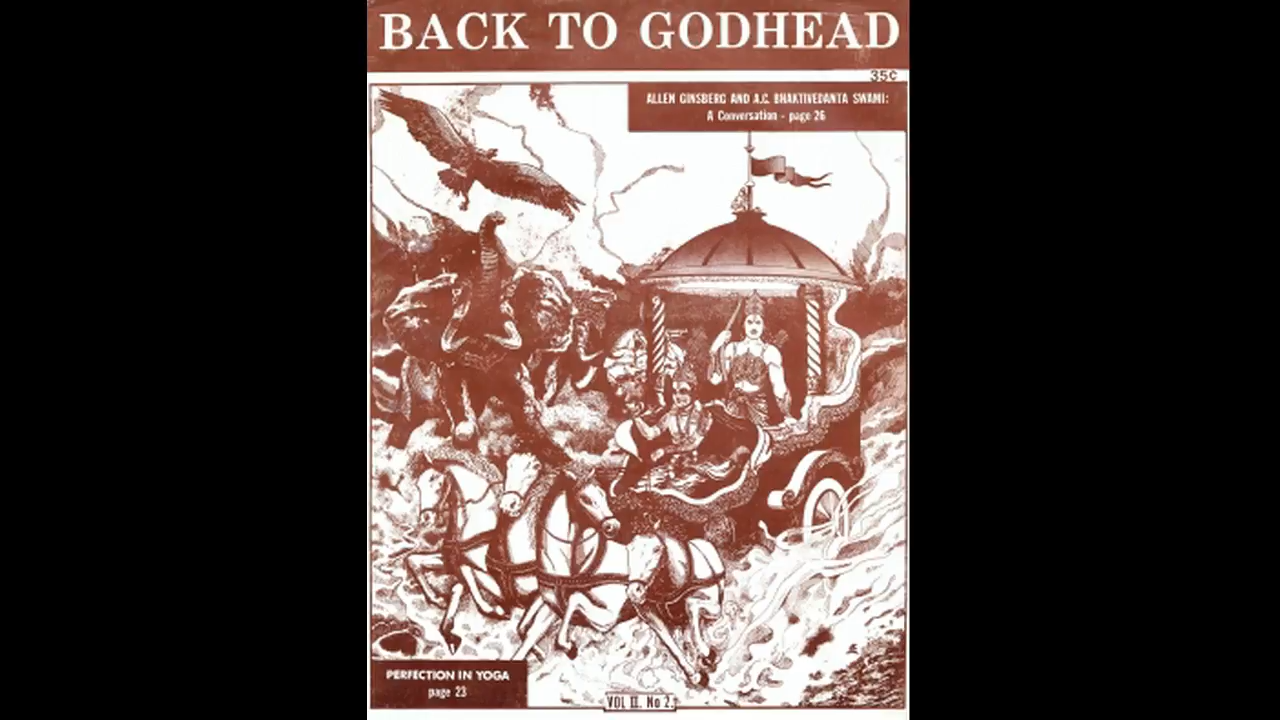 BACK TO GODHEAD
35¢
ALLEN GINSBERG AND A.C. BHAKTIVEDANTA SWAMI:
A Conversation - page 26
PERFECTION IN YOGA
page 23
VOL II. No 2.